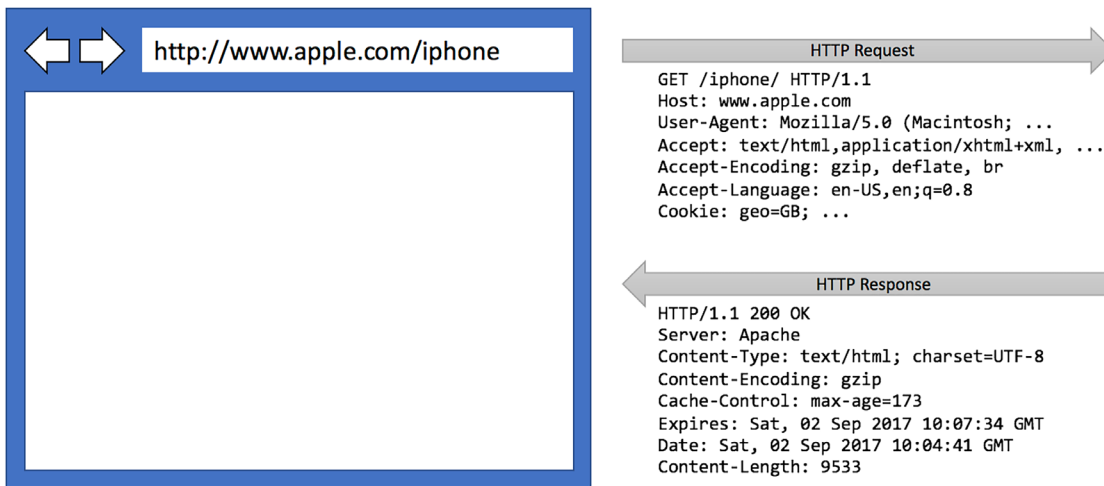 http://www.apple.com/iphone
HTTP Request
GET /iphone/ HTTP/1.1
Host: www.apple.com
User-Agent: Mozilla/5.0 (Macintosh; ...
Accept: text/html,application/xhtml+xml, ...
Accept-Encoding: gzip, deflate, br
Accept-Language: en-US,en;q=0.8
Cookie: geo=GB; ...
HTTP Response
HTTP/1.1 200 OK
Server: Apache
Content-Type: text/html; charset=UTF-8
Content-Encoding: gzip
Cache-Control: max-age=173
Expires: Sat, 02 Sep 2017 10:07:34 GMT
Date: Sat, 02 Sep 2017 10:04:41 GMT
Content-Length: 9533